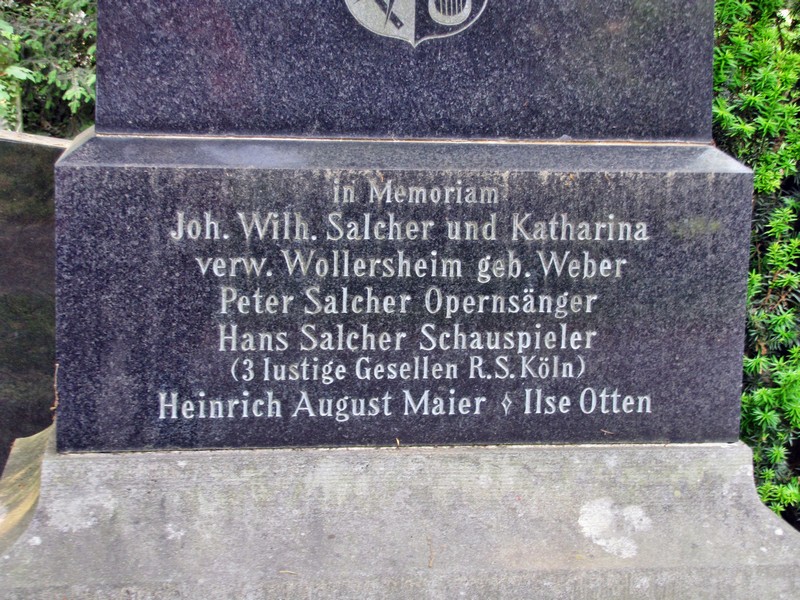 in Memoriam
Joh. Wilh. Salcher und Katharina
verw. Wollersheim geb. Weber
Peter Salcher Opernsänger
Hans Salcher Schauspieler
(3 lustige Gesellen R.S.Köln)
Heinrich August Maier ◊ Ilse Otten